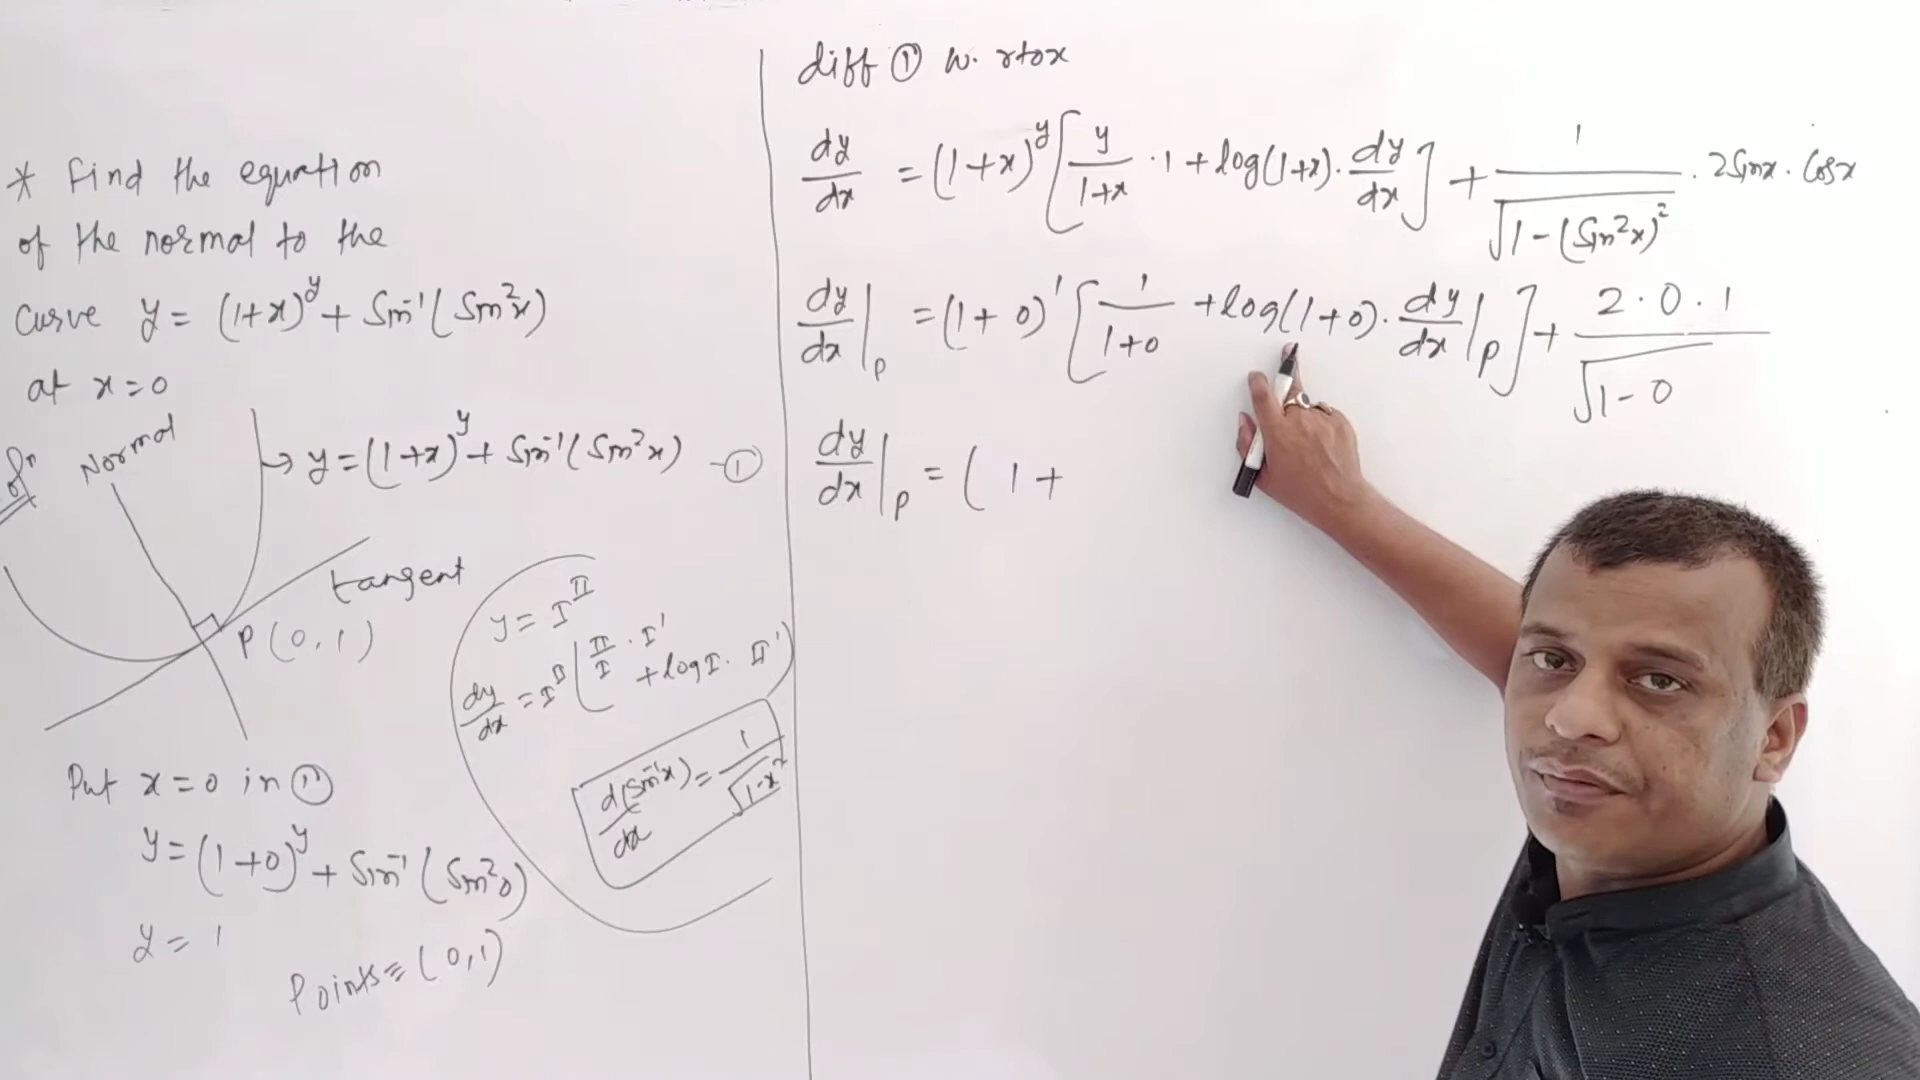 * Find the equation
of the normal to the
Curve y = (1+x)^y + Sin⁻¹(Sin²x)
at x=0
Solⁿ
Normal
→ y = (1+x)^y + Sin⁻¹(Sin²x) -①
tangent
P(0,1)
y = I^II
dy/dx = I^II ( II/I · I' + log I · II' )
d(Sin⁻¹x)/dx = 1/√1-x²
Put x=0 in ①
y = (1+0)^y + Sin⁻¹(Sin²0)
y = 1
Points ≡ (0,1)
diff ① w. rtox
dy/dx = (1+x)^y [ y/1+x · 1 + log(1+x) · dy/dx ] + 1/√1-(Sin²x)² · 2Sinx · Cosx
dy/dx|p = (1+0)^1 [ 1/1+0 + log(1+0) · dy/dx|p ] + 2·0·1/√1-0
dy/dx|p = ( 1 +